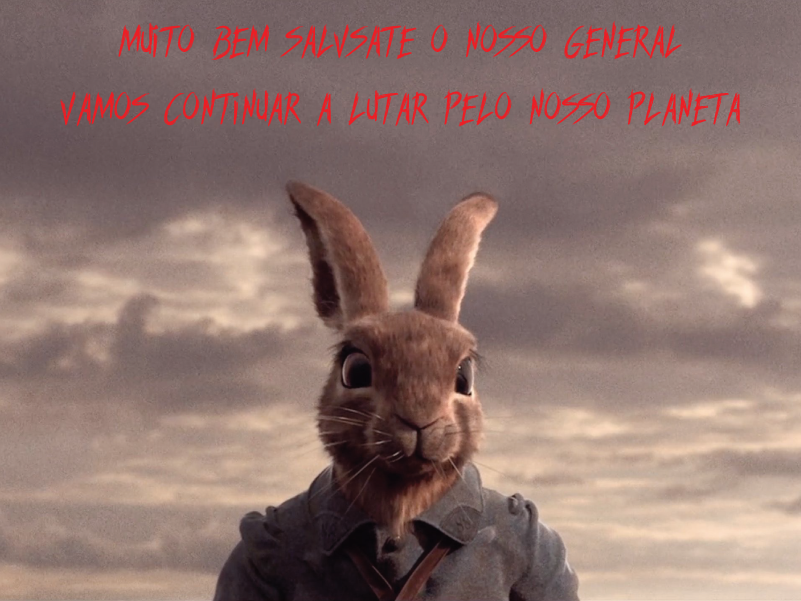 MUITO BEM SALVSATE O NOSSO GENERAL
VAMOS CONTINUAR A LUTAR PELO NOSSO PLANETA